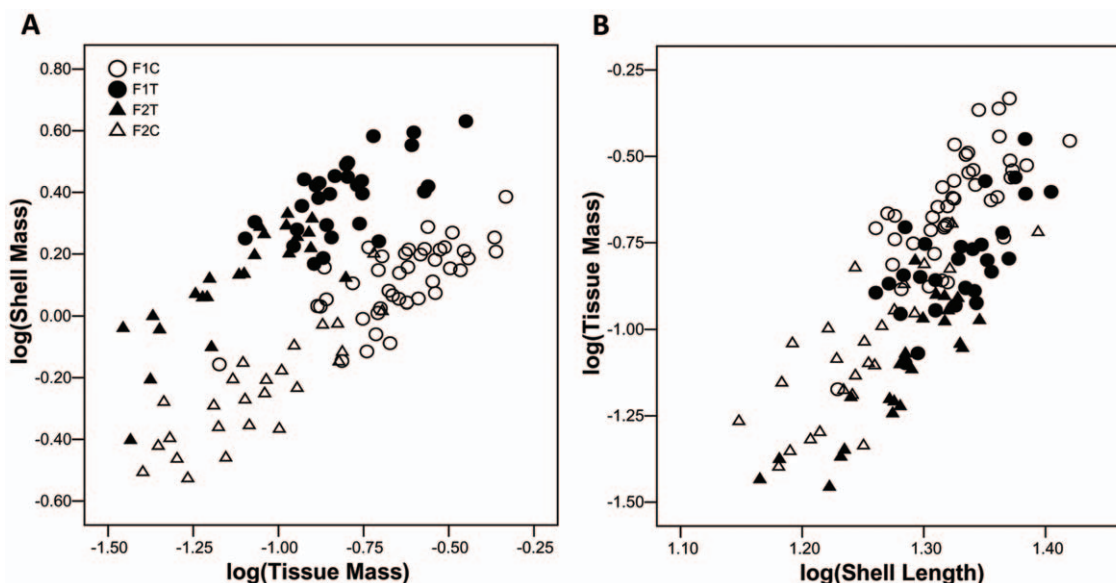 A
B
0.80
0.60
0.40
0.20
0.00
-0.20
-0.40
-0.60
log(Shell Mass)
F1C
F1T
F2T
F2C
-1.50
-1.25
-1.00
-0.75
-0.50
-0.25
log(Tissue Mass)
-0.25
-0.50
-0.75
-1.00
-1.25
-1.50
log(Tissue Mass)
1.10
1.20
1.30
1.40
log(Shell Length)